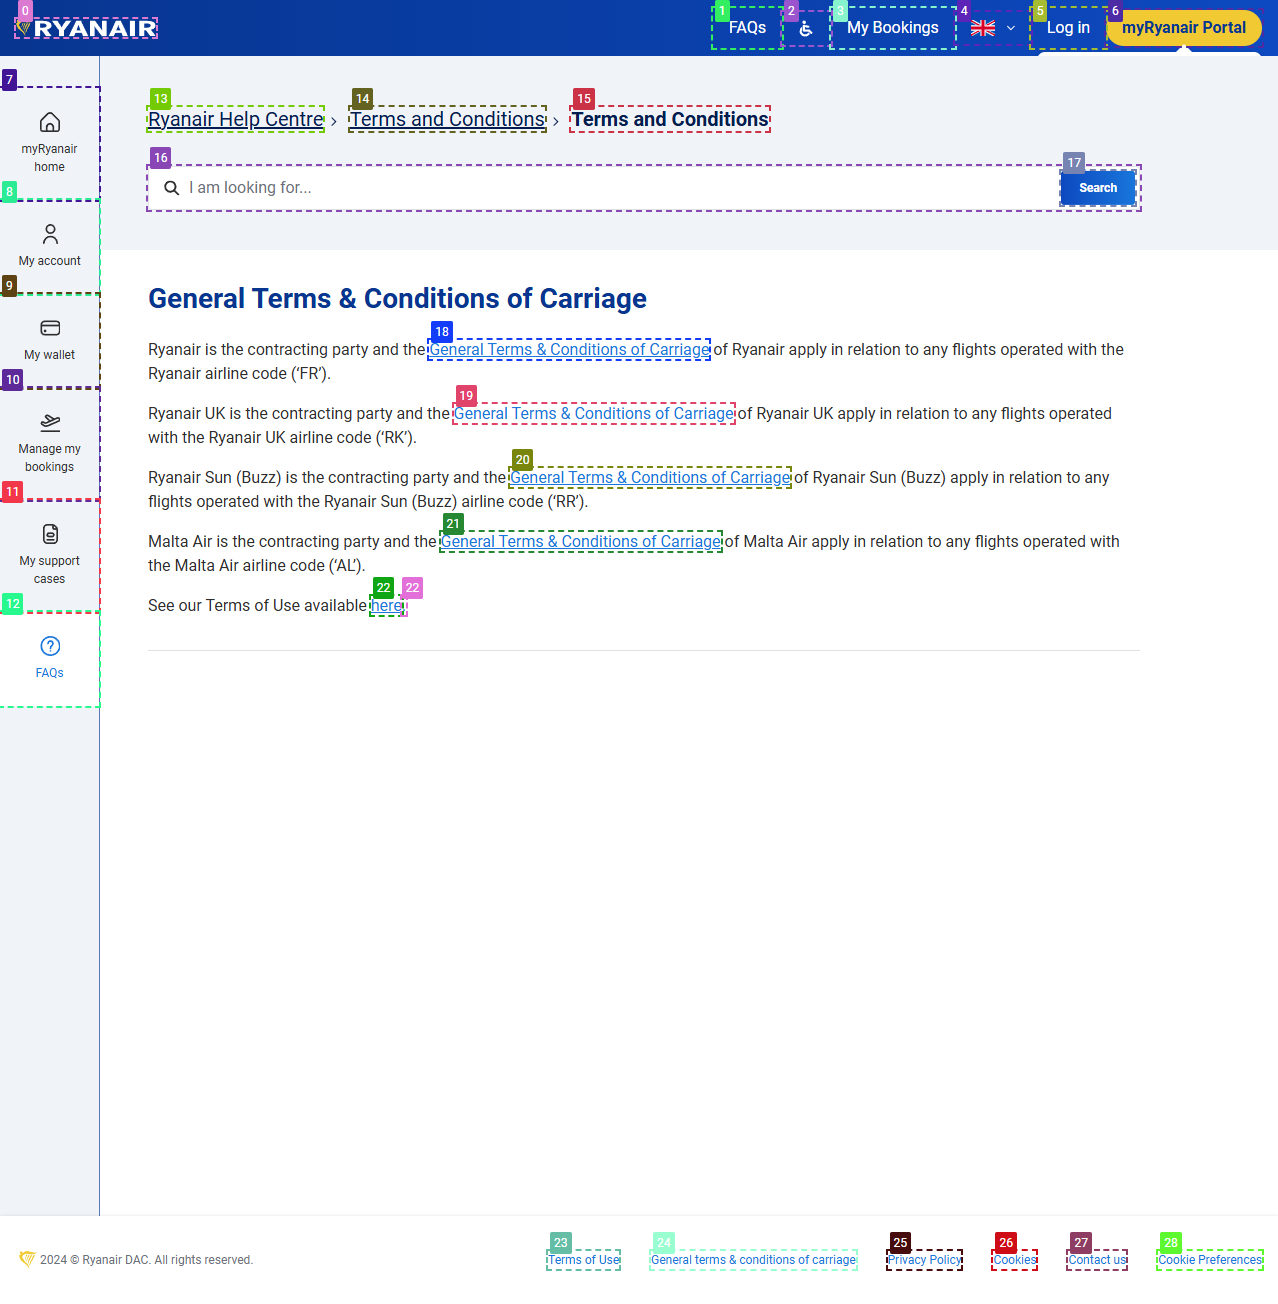 0
RYANAIR
1
FAQs
2
3
My Bookings
4
5
Log in
6
myRyanair Portal
7
myRyanair
home
8
My account
9
My wallet
10
Manage my
bookings
11
My support
cases
12
FAQs
13
Ryanair Help Centre
14
Terms and Conditions
15
Terms and Conditions
16
I am looking for...
17
Search
General Terms & Conditions of Carriage
18
Ryanair is the contracting party and the General Terms & Conditions of Carriage of Ryanair apply in relation to any flights operated with the
Ryanair airline code (‘FR’).
19
Ryanair UK is the contracting party and the General Terms & Conditions of Carriage of Ryanair UK apply in relation to any flights operated
with the Ryanair UK airline code (‘RK’).
20
Ryanair Sun (Buzz) is the contracting party and the General Terms & Conditions of Carriage of Ryanair Sun (Buzz) apply in relation to any
flights operated with the Ryanair Sun (Buzz) airline code (‘RR’).
21
Malta Air is the contracting party and the General Terms & Conditions of Carriage of Malta Air apply in relation to any flights operated with
the Malta Air airline code (‘AL’).
22 22
See our Terms of Use available here
2024 © Ryanair DAC. All rights reserved.
23
Terms of Use
24
General terms & conditions of carriage
25
Privacy Policy
26
Cookies
27
Contact us
28
Cookie Preferences